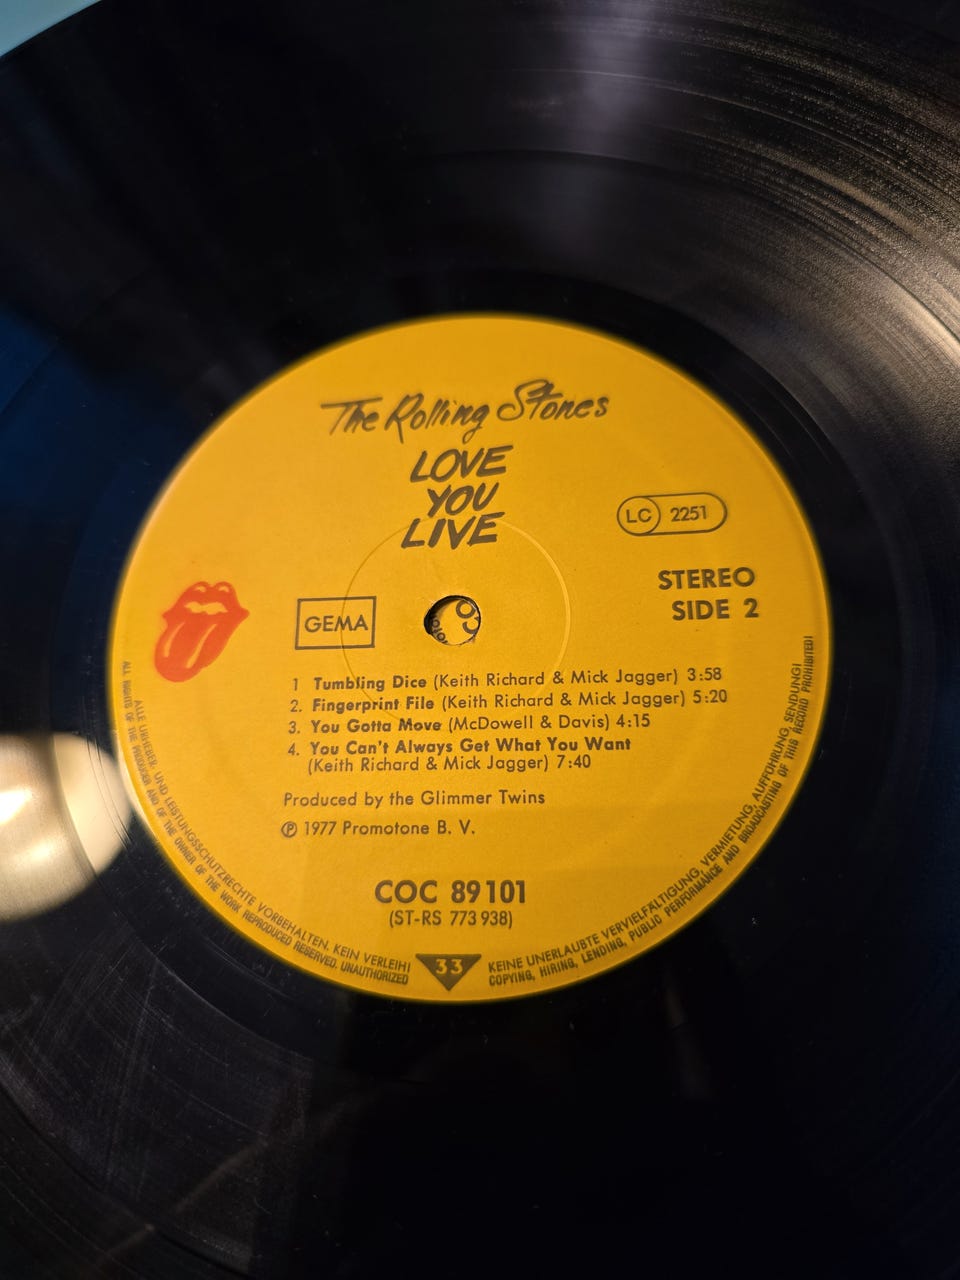 The Rolling Stones
LOVE
YOU
LIVE
LC 2251
STEREO
SIDE 2
GEMA
1 Tumbling Dice (Keith Richard & Mick Jagger) 3:58
2. Fingerprint File (Keith Richard & Mick Jagger) 5:20
3. You Gotta Move (McDowell & Davis) 4:15
4. You Can't Always Get What You Want
(Keith Richard & Mick Jagger) 7:40
Produced by the Glimmer Twins
℗ 1977 Promotone B. V.
COC 89101
(ST-RS 773 938)
33
ALLE URHEBER- UND LEISTUNGSSCHUTZRECHTE VORBEHALTEN. KEIN VERLEIH! KEINE UNERLAUBTE VERVIELFÄLTIGUNG, VERMIETUNG, AUFFÜHRUNG, SENDUNG!
ALL RIGHTS OF THE PRODUCER AND OF THE OWNER OF THE WORK REPRODUCED RESERVED. UNAUTHORIZED COPYING, HIRING, LENDING, PUBLIC PERFORMANCE AND BROADCASTING OF THIS RECORD PROHIBITED!